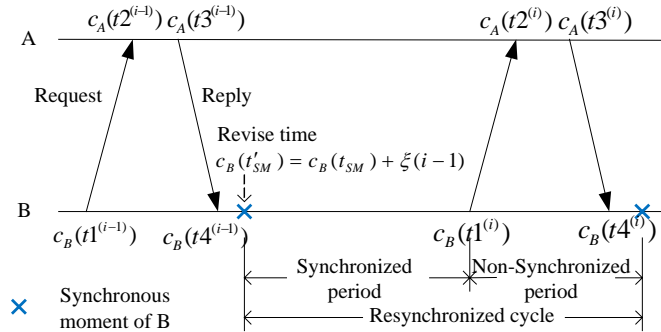 c_A(t2^(i-1)) c_A(t3^(i-1)) c_A(t2^(i)) c_A(t3^(i))
A
Request Reply
Revise time
c_B(t'_SM) = c_B(t_SM) + ξ(i-1)
B
c_B(t1^(i-1)) c_B(t4^(i-1)) c_B(t1^(i)) c_B(t4^(i))
Synchronized Non-Synchronized
period period
Synchronous Resynchronized cycle
moment of B